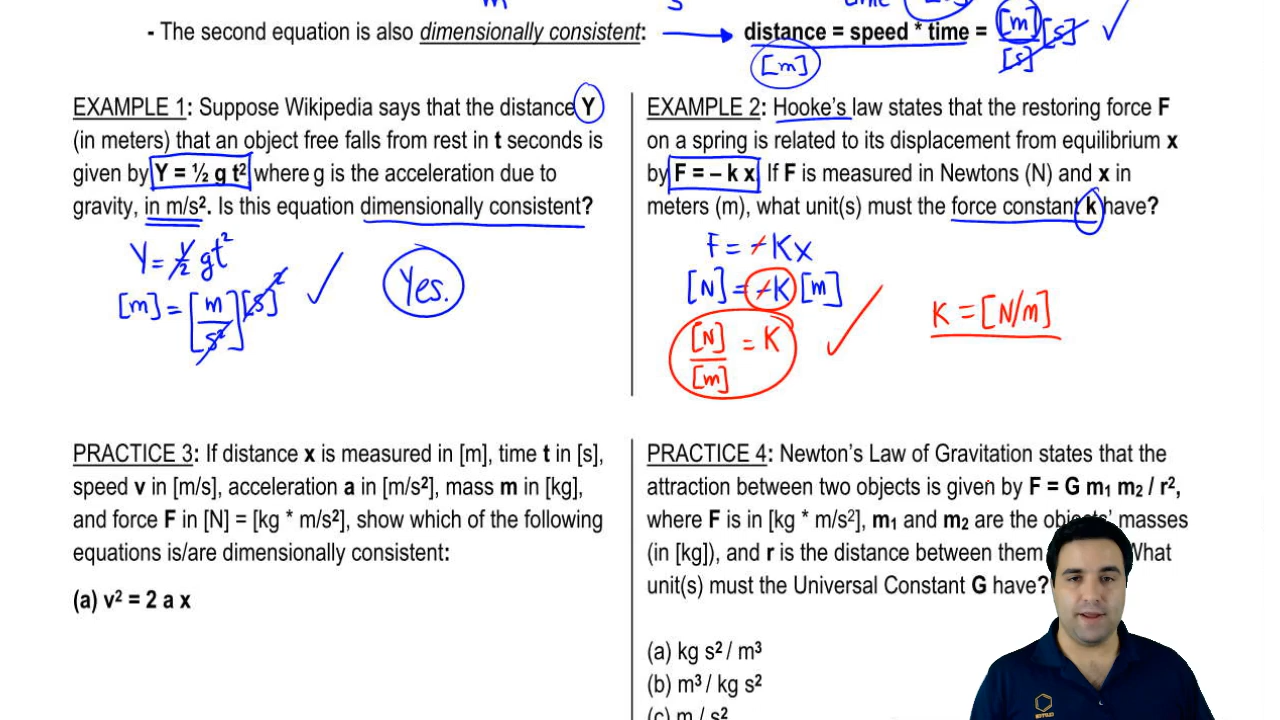 - The second equation is also dimensionally consistent: distance = speed * time = [m] [s]
[m] [s]
EXAMPLE 1: Suppose Wikipedia says that the distance Y
(in meters) that an object free falls from rest in t seconds is
given by Y = ½ g t² where g is the acceleration due to
gravity, in m/s². Is this equation dimensionally consistent?
Y = ½ gt²
[m] = [m/s²] [s]²
Yes.
EXAMPLE 2: Hooke's law states that the restoring force F
on a spring is related to its displacement from equilibrium x
by F = – k x. If F is measured in Newtons (N) and x in
meters (m), what unit(s) must the force constant k have?
F = -Kx
[N] = -K [m]
[N]/[m] = K
K = [N/m]
PRACTICE 3: If distance x is measured in [m], time t in [s],
speed v in [m/s], acceleration a in [m/s²], mass m in [kg],
and force F in [N] = [kg * m/s²], show which of the following
equations is/are dimensionally consistent:
(a) v² = 2 a x
PRACTICE 4: Newton's Law of Gravitation states that the
attraction between two objects is given by F = G m₁ m₂ / r²,
where F is in [kg * m/s²], m₁ and m₂ are the objects' masses
(in [kg]), and r is the distance between them What
unit(s) must the Universal Constant G have?
(a) kg s² / m³
(b) m³ / kg s²
(c) m / s²